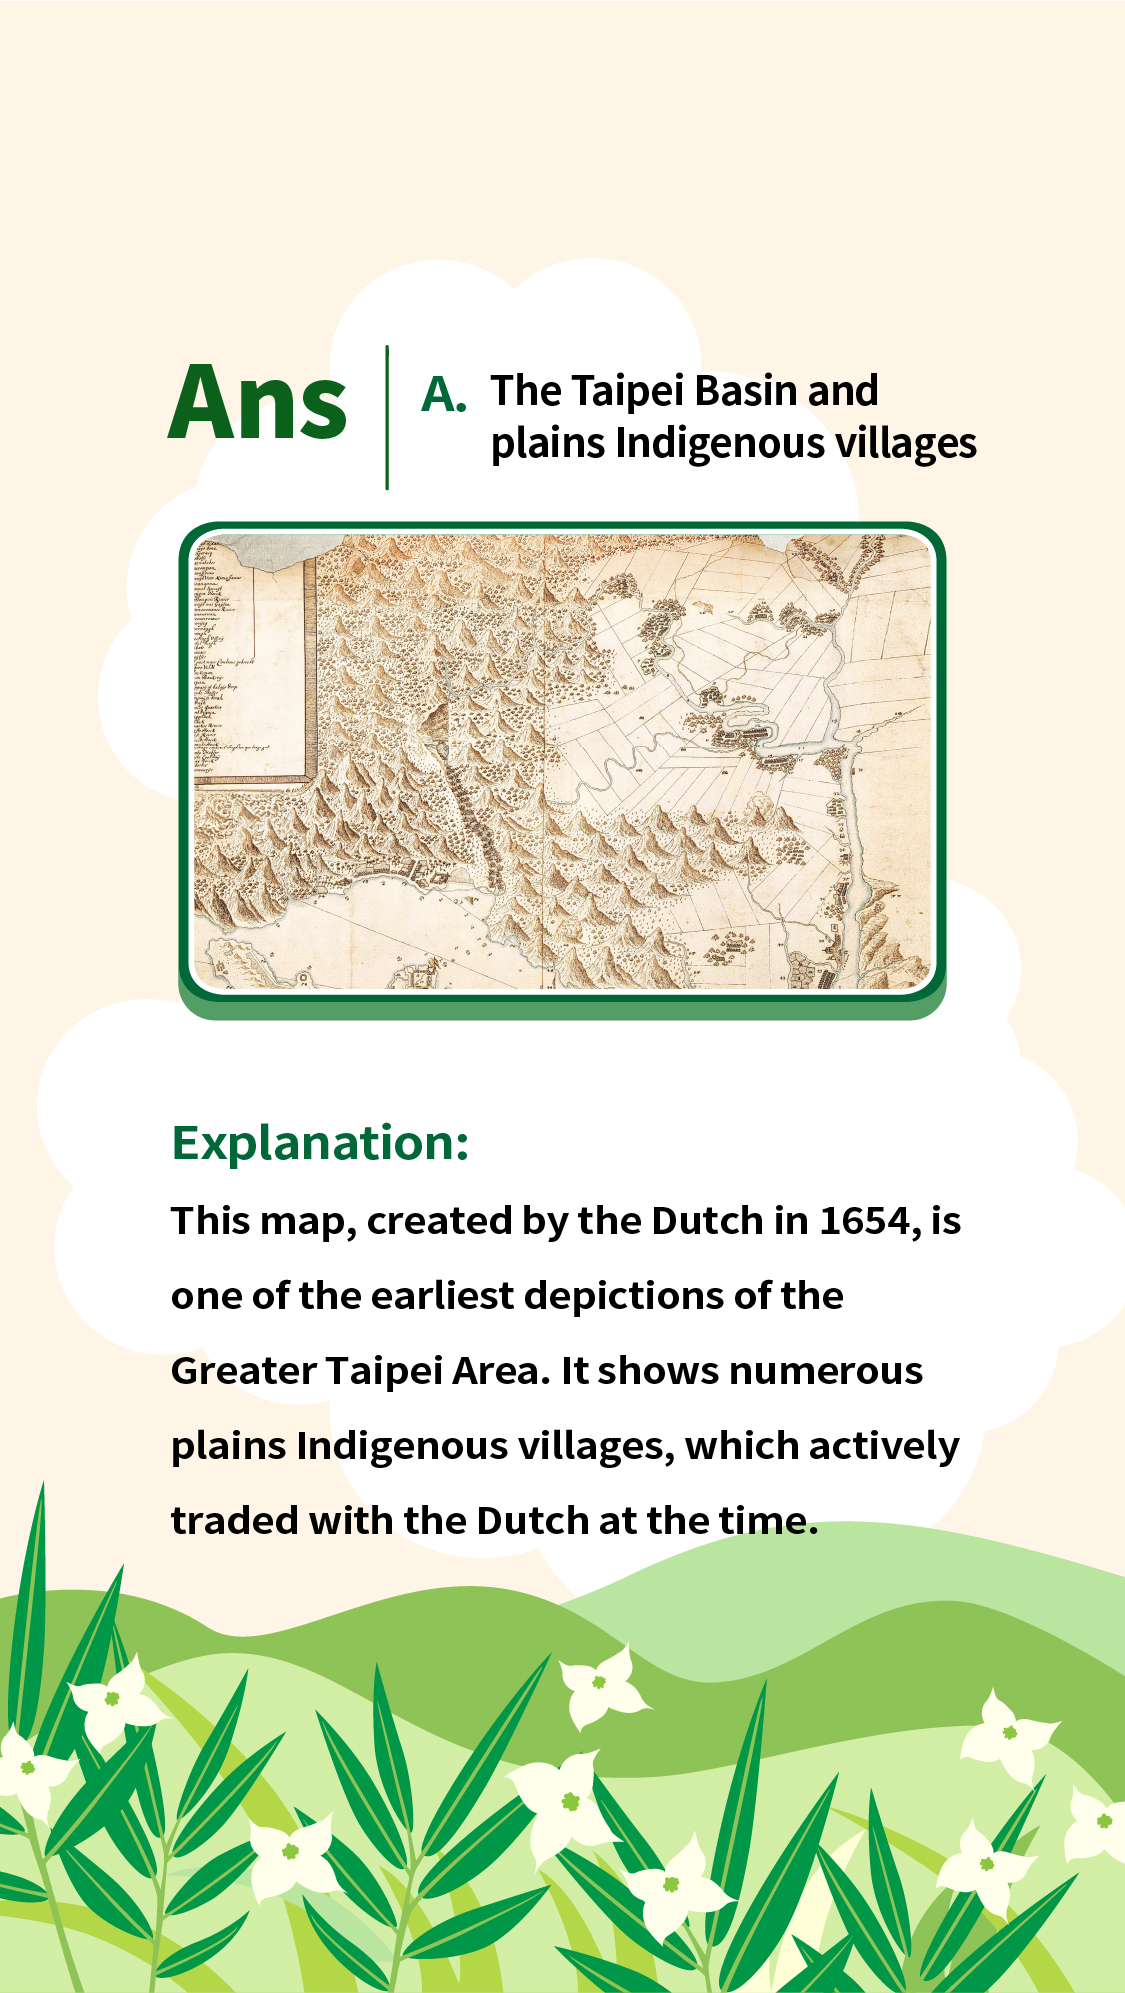 Ans
A. The Taipei Basin and
plains Indigenous villages
Explanation:
This map, created by the Dutch in 1654, is
one of the earliest depictions of the
Greater Taipei Area. It shows numerous
plains Indigenous villages, which actively
traded with the Dutch at the time.